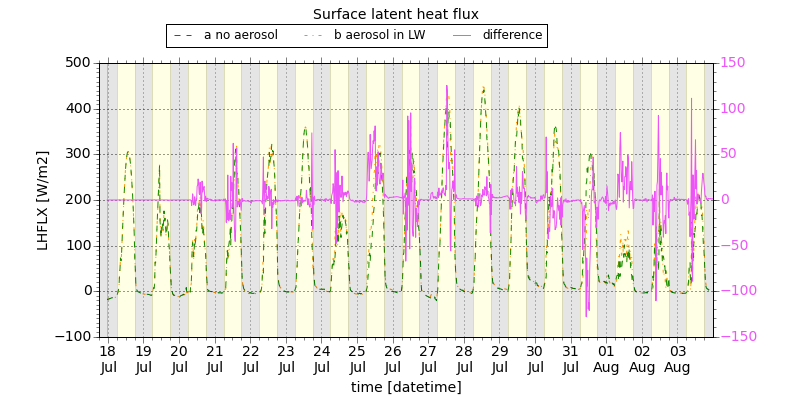 Surface latent heat flux
a no aerosol b aerosol in LW difference
500 150
400 100
300 50
200 0
100 −50
0 −100
−100 −150
LHFLX [W/m2]
18 19 20 21 22 23 24 25 26 27 28 29 30 31 01 02 03
Jul Jul Jul Jul Jul Jul Jul Jul Jul Jul Jul Jul Jul Jul Aug Aug Aug
time [datetime]